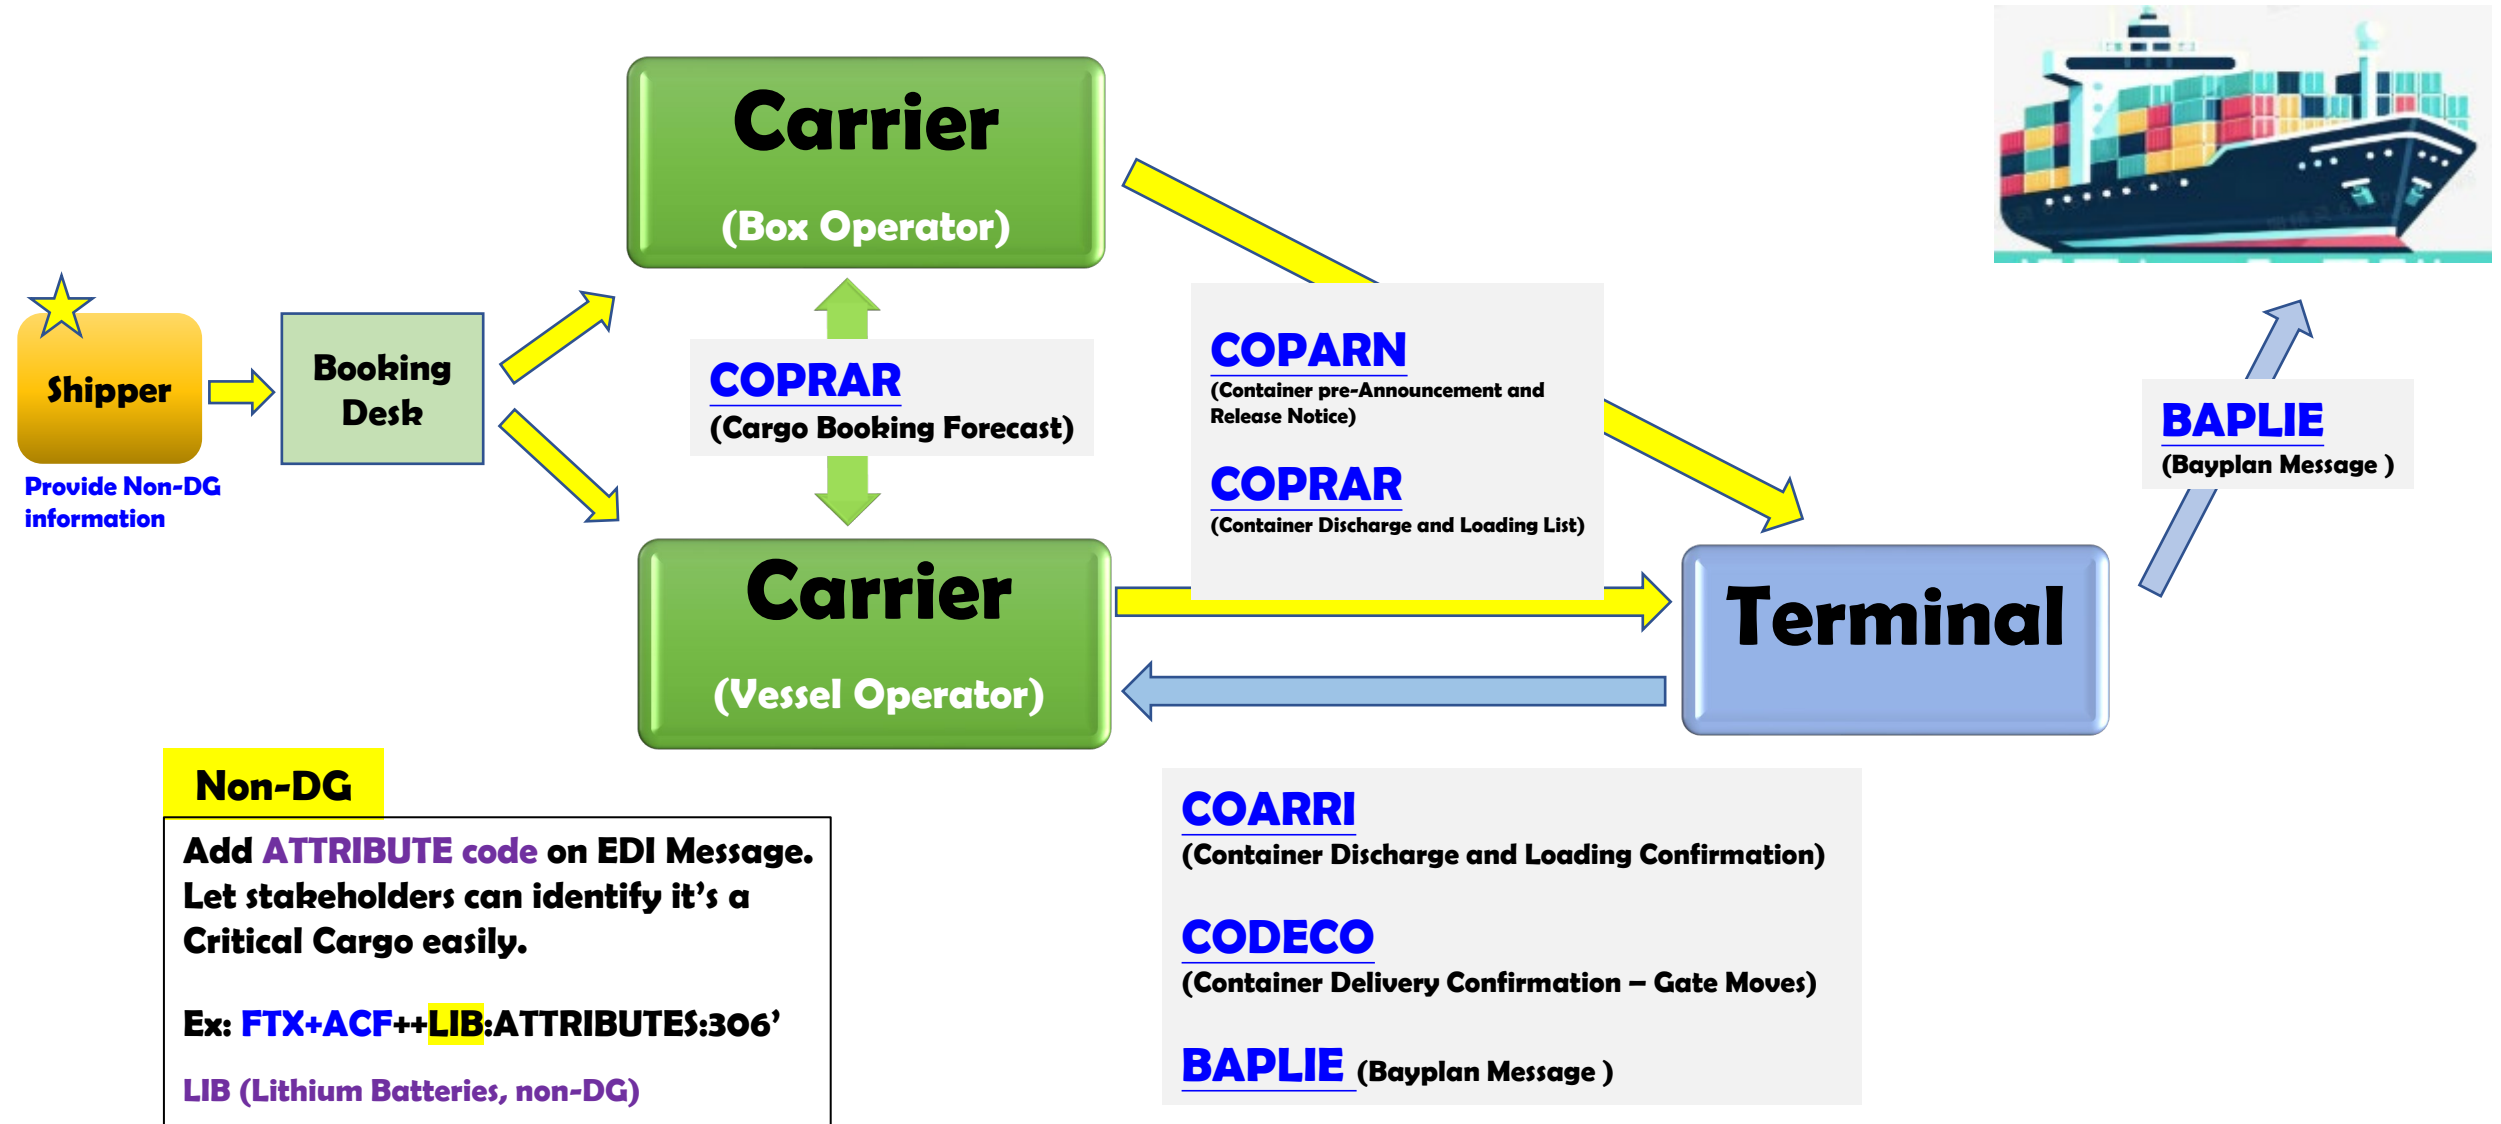 Carrier
(Box Operator)
Shipper
Provide Non-DG
information
Booking
Desk
COPRAR
(Cargo Booking Forecast)
COPARN
(Container pre-Announcement and
Release Notice)
COPRAR
(Container Discharge and Loading List)
BAPLIE
(Bayplan Message )
Carrier
(Vessel Operator)
Terminal
Non-DG
Add ATTRIBUTE code on EDI Message.
Let stakeholders can identify it’s a
Critical Cargo easily.
Ex: FTX+ACF++LIB:ATTRIBUTES:306’
LIB (Lithium Batteries, non-DG)
COARRI
(Container Discharge and Loading Confirmation)
CODECO
(Container Delivery Confirmation – Gate Moves)
BAPLIE (Bayplan Message )